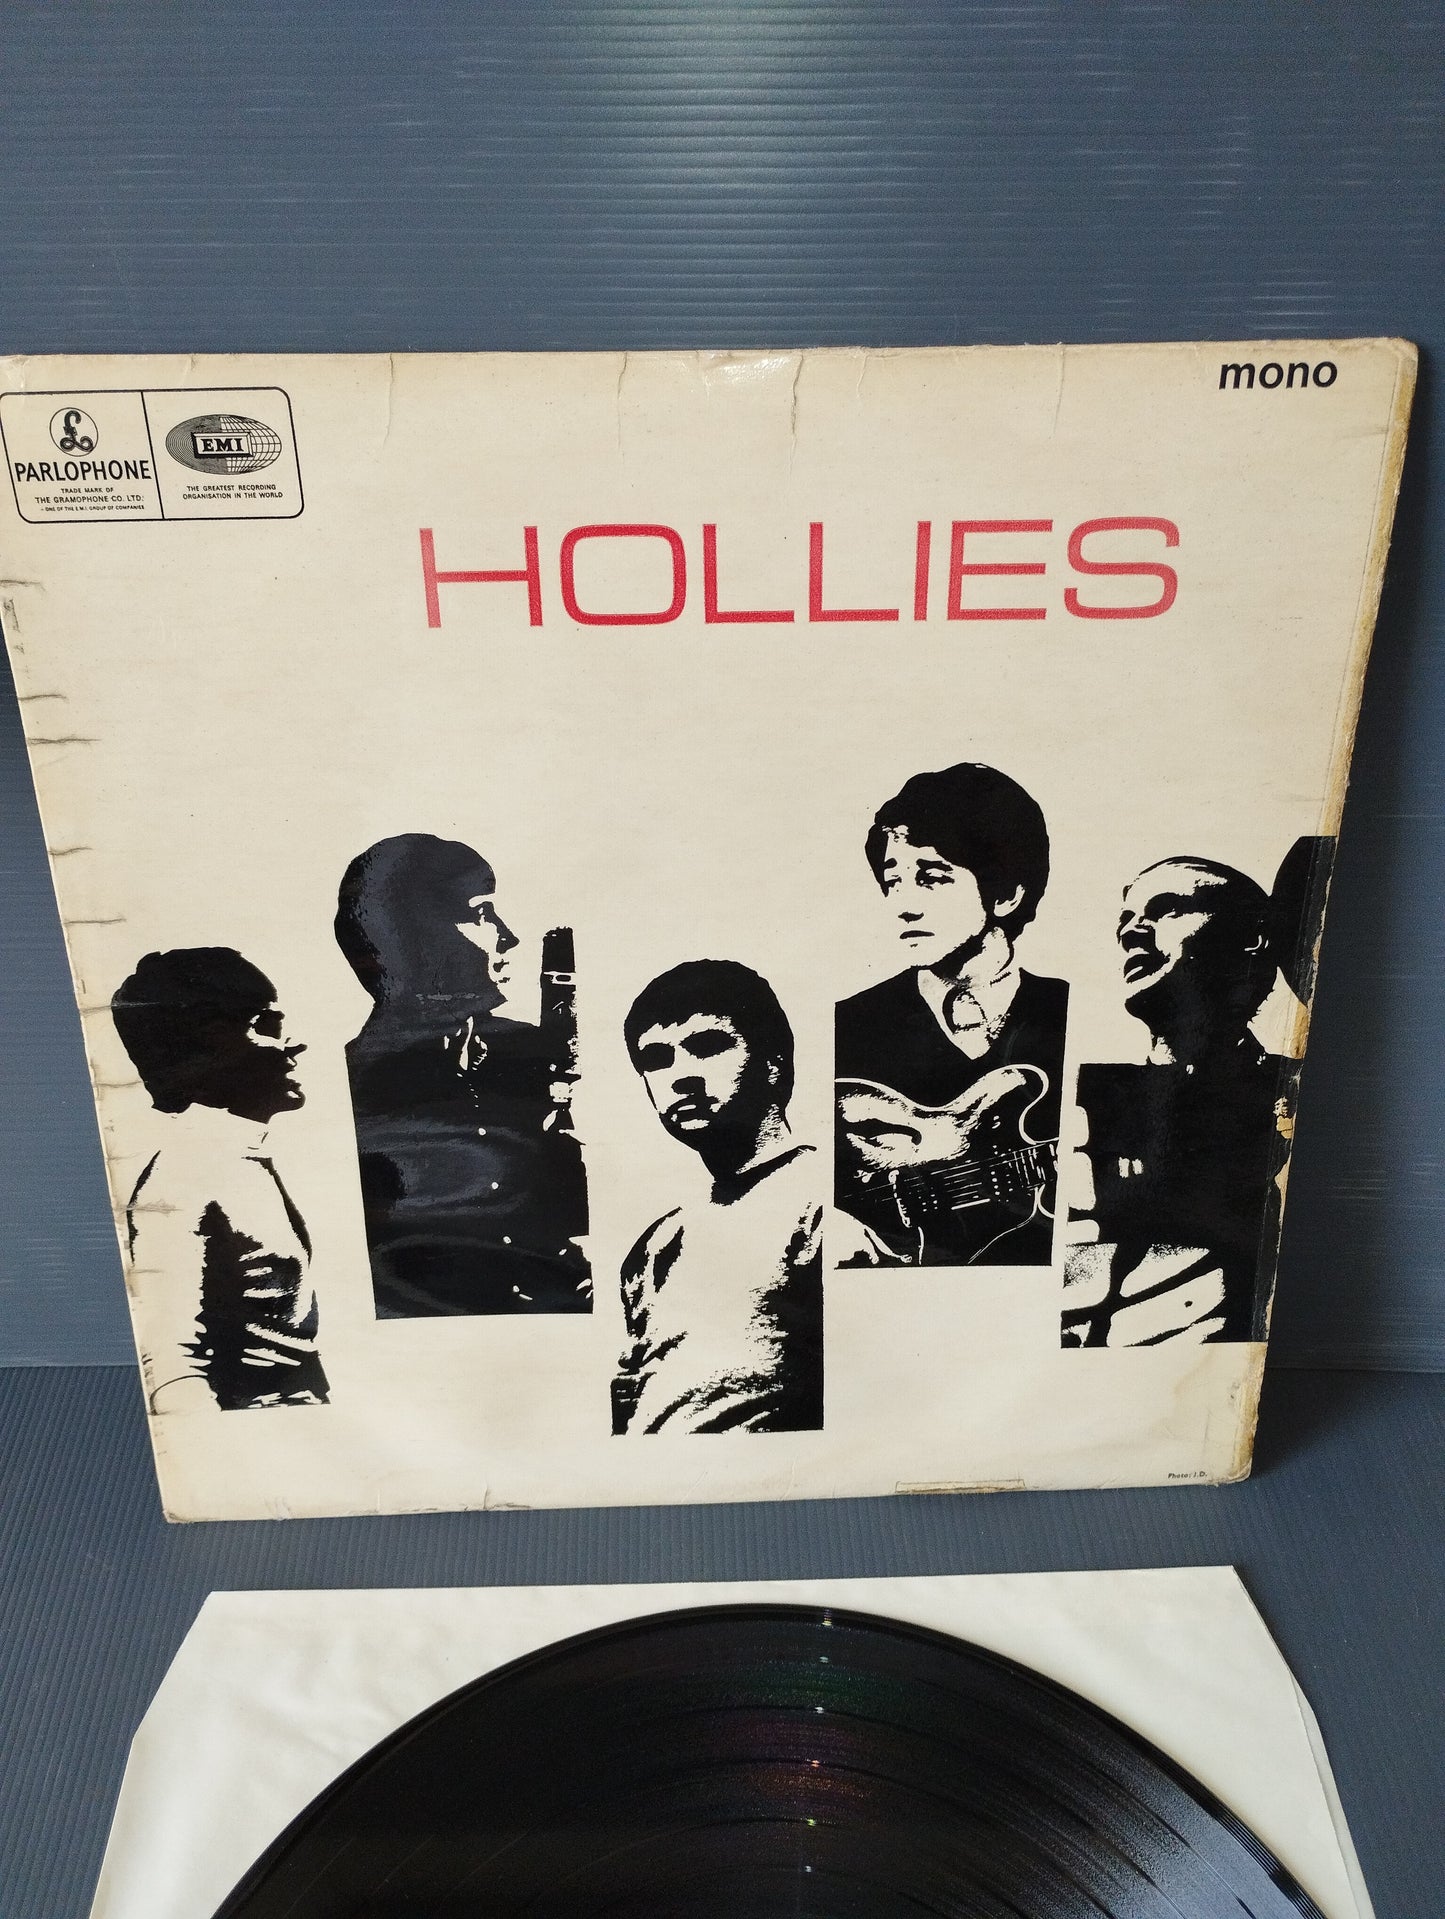 mono
PARLOPHONE
TRADE MARK OF
THE GRAMOPHONE CO. LTD.
- ONE OF THE E.M.I. GROUP OF COMPANIES
EMI
THE GREATEST RECORDING
ORGANISATION IN THE WORLD
HOLLIES
Photo: J.D.